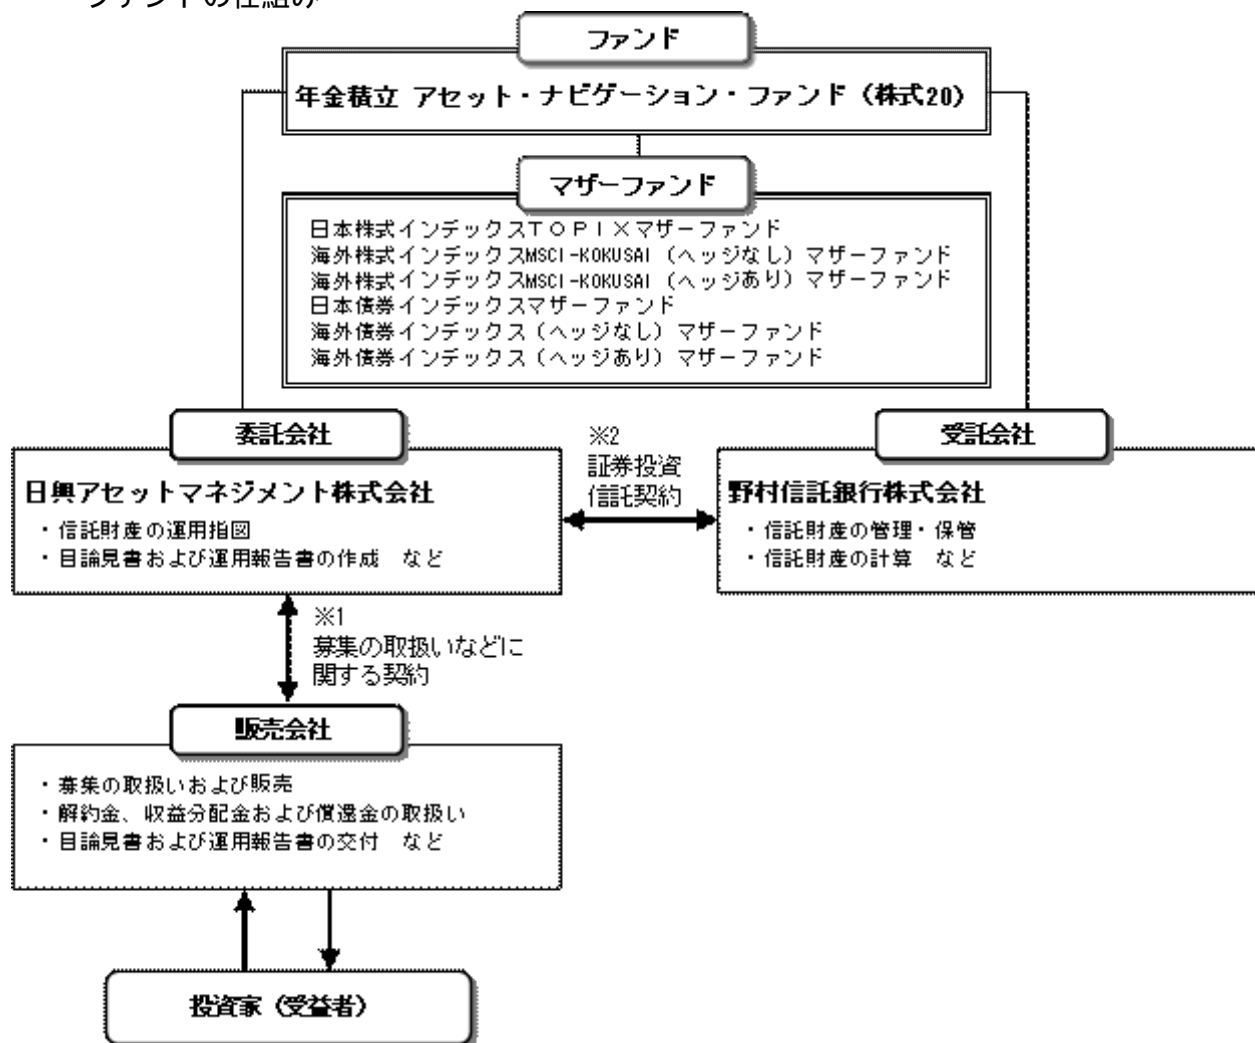 ファンドの仕組み
ファンド
年金積立 アセット・ナビゲーション・ファンド（株式20）
マザーファンド
日本株式インデックスＴＯＰＩＸマザーファンド
海外株式インデックスMSCI-KOKUSAI（ヘッジなし）マザーファンド
海外株式インデックスMSCI-KOKUSAI（ヘッジあり）マザーファンド
日本債券インデックスマザーファンド
海外債券インデックス（ヘッジなし）マザーファンド
海外債券インデックス（ヘッジあり）マザーファンド
委託会社
日興アセットマネジメント株式会社
・信託財産の運用指図
・目論見書および運用報告書の作成　など
※2
証券投資
信託契約
受託会社
野村信託銀行株式会社
・信託財産の管理・保管
・信託財産の計算　など
※1
募集の取扱いなどに
関する契約
販売会社
・募集の取扱いおよび販売
・解約金、収益分配金および償還金の取扱い
・目論見書および運用報告書の交付　など
投資家（受益者）